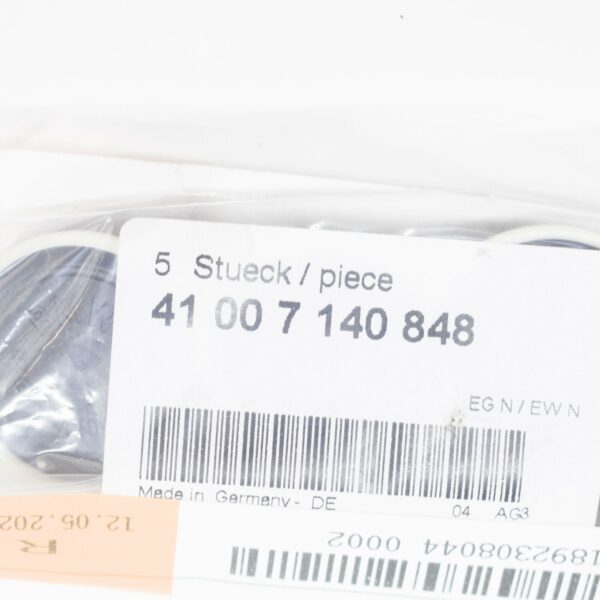 5 Stueck / piece
41 00 7 140 848
EG N / EW N
Made in Germany - DE 04 AG3
12.05.202
R
1892308044 0002